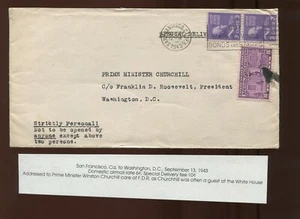 SPECIAL DELIVERY
BONDS
PRIME MINISTER CHURCHILL
C/o Franklin D. Roosevelt, President
Washington, D.C.
Strictly Personal!
Not to be opened by
anyone except above
two persons.
San Francisco, Ca. to Washington, D.C., September 13, 1943
Domestic airmail rate 6¢, Special Delivery fee 10¢
Addressed to Prime Minister Winston Churchill care of F.D.R. as Churchill was often a guest of the White House